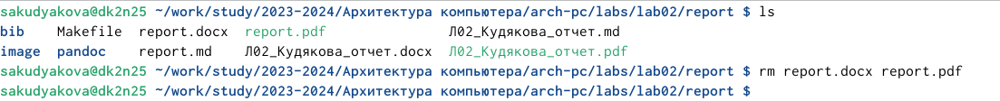 sakudyakova@dk2n25 ~/work/study/2023-2024/Архитектура компьютера/arch-pc/labs/lab02/report $ ls
bib Makefile report.docx report.pdf Л02_Кудякова_отчет.md
image pandoc report.md Л02_Кудякова_отчет.docx Л02_Кудякова_отчет.pdf
sakudyakova@dk2n25 ~/work/study/2023-2024/Архитектура компьютера/arch-pc/labs/lab02/report $ rm report.docx report.pdf
sakudyakova@dk2n25 ~/work/study/2023-2024/Архитектура компьютера/arch-pc/labs/lab02/report $